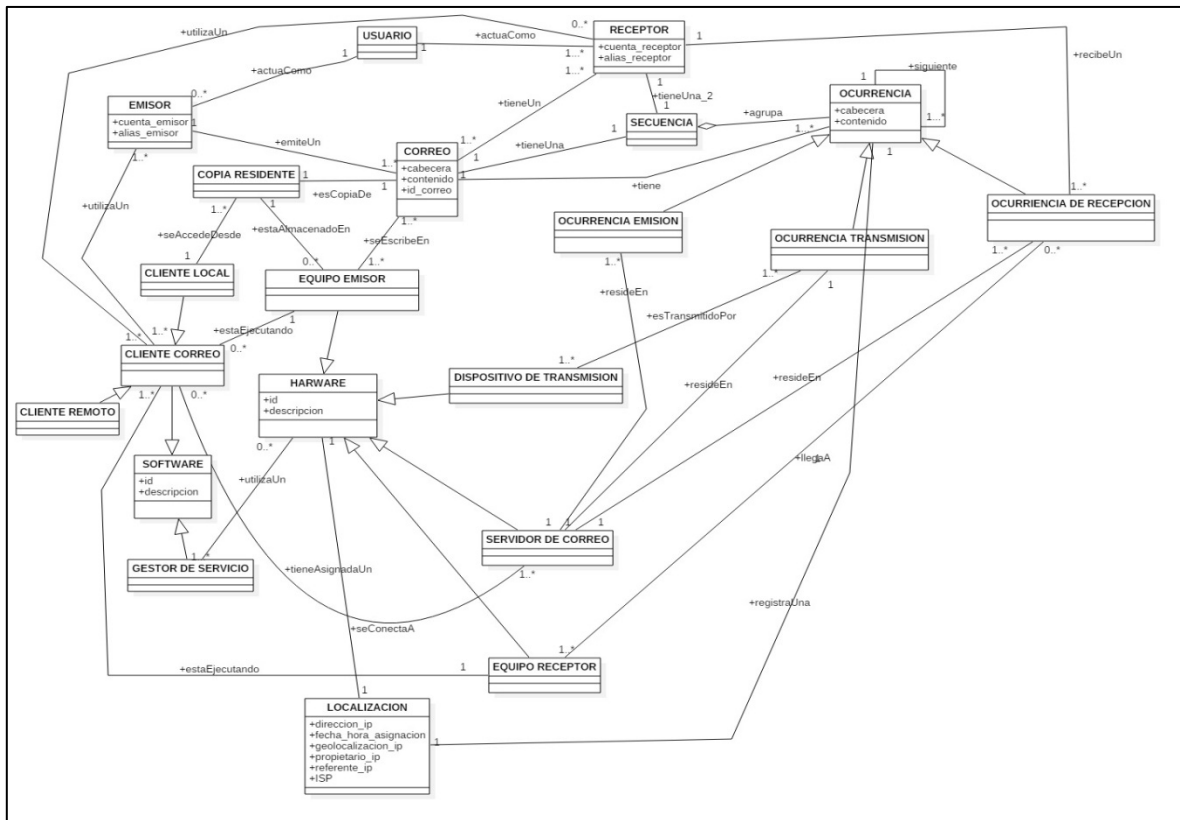 +utilizaUn
0..*
RECEPTOR
+cuenta_receptor
+alias_receptor
1
+recibeUn
USUARIO
+actuaComo
1
1
1...*
1...*
+actuaComo
+siguiente
1
OCURRENCIA
+cabecera
+contenido
1...*
0..*
EMISOR
+cuenta_emisor
+alias_emisor
1
1..*
+tieneUn
1
+tieneUna_2
1
SECUENCIA
+agrupa
1...*
1
+emiteUn
1..*
CORREO
+cabecera
+contenido
+id_correo
1..*
1
+tieneUna
1
1
+tiene
COPIA RESIDENTE
1
+esCopiaDe
1
1..*
1
+utilizaUn
+seAccedeDesde
+estaAlmacenadoEn
1..*
+seEscribeEn
1
0..*
1..*
CLIENTE LOCAL
EQUIPO EMISOR
1
OCURRENCIA EMISION
1..*
OCURRENCIA TRANSMISION
1..*
1
1..*
OCURRIENCIA DE RECEPCION
1..*
0..*
+resideEn
+esTransmitidoPor
1..*
1..*
+estaEjecutando
0..*
CLIENTE CORREO
1..*
0..*
CLIENTE REMOTO
HARWARE
+id
+descripcion
0..*
1
1..*
DISPOSITIVO DE TRANSMISION
+resideEn
+resideEn
SOFTWARE
+id
+descripcion
+utilizaUn
+llegaA
1
1..*
GESTOR DE SERVICIO
+tieneAsignadaUn
1
1
1
SERVIDOR DE CORREO
1..*
+seConectaA
+registraUna
+estaEjecutando
1
1..*
EQUIPO RECEPTOR
1
LOCALIZACION
+direccion_ip
+fecha_hora_asignacion
+geolocalizacion_ip
+propietario_ip
+referente_ip
+ISP
1